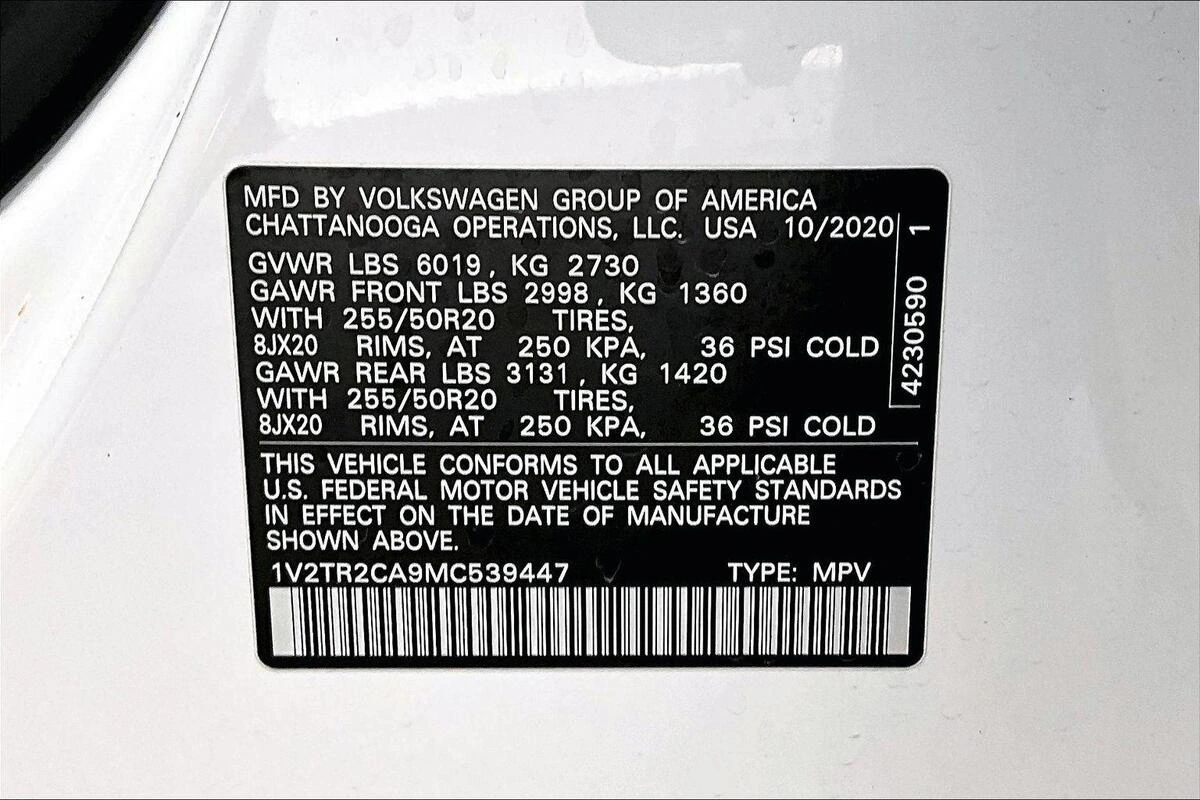 MFD BY VOLKSWAGEN GROUP OF AMERICA
CHATTANOOGA OPERATIONS, LLC. USA 10/2020
GVWR LBS 6019, KG 2730
GAWR FRONT LBS 2998, KG 1360
WITH 255/50R20 TIRES,
8JX20 RIMS, AT 250 KPA, 36 PSI COLD
GAWR REAR LBS 3131, KG 1420
WITH 255/50R20 TIRES,
8JX20 RIMS, AT 250 KPA, 36 PSI COLD
4230590 1
THIS VEHICLE CONFORMS TO ALL APPLICABLE
U.S. FEDERAL MOTOR VEHICLE SAFETY STANDARDS
IN EFFECT ON THE DATE OF MANUFACTURE
SHOWN ABOVE.
1V2TR2CA9MC539447 TYPE: MPV